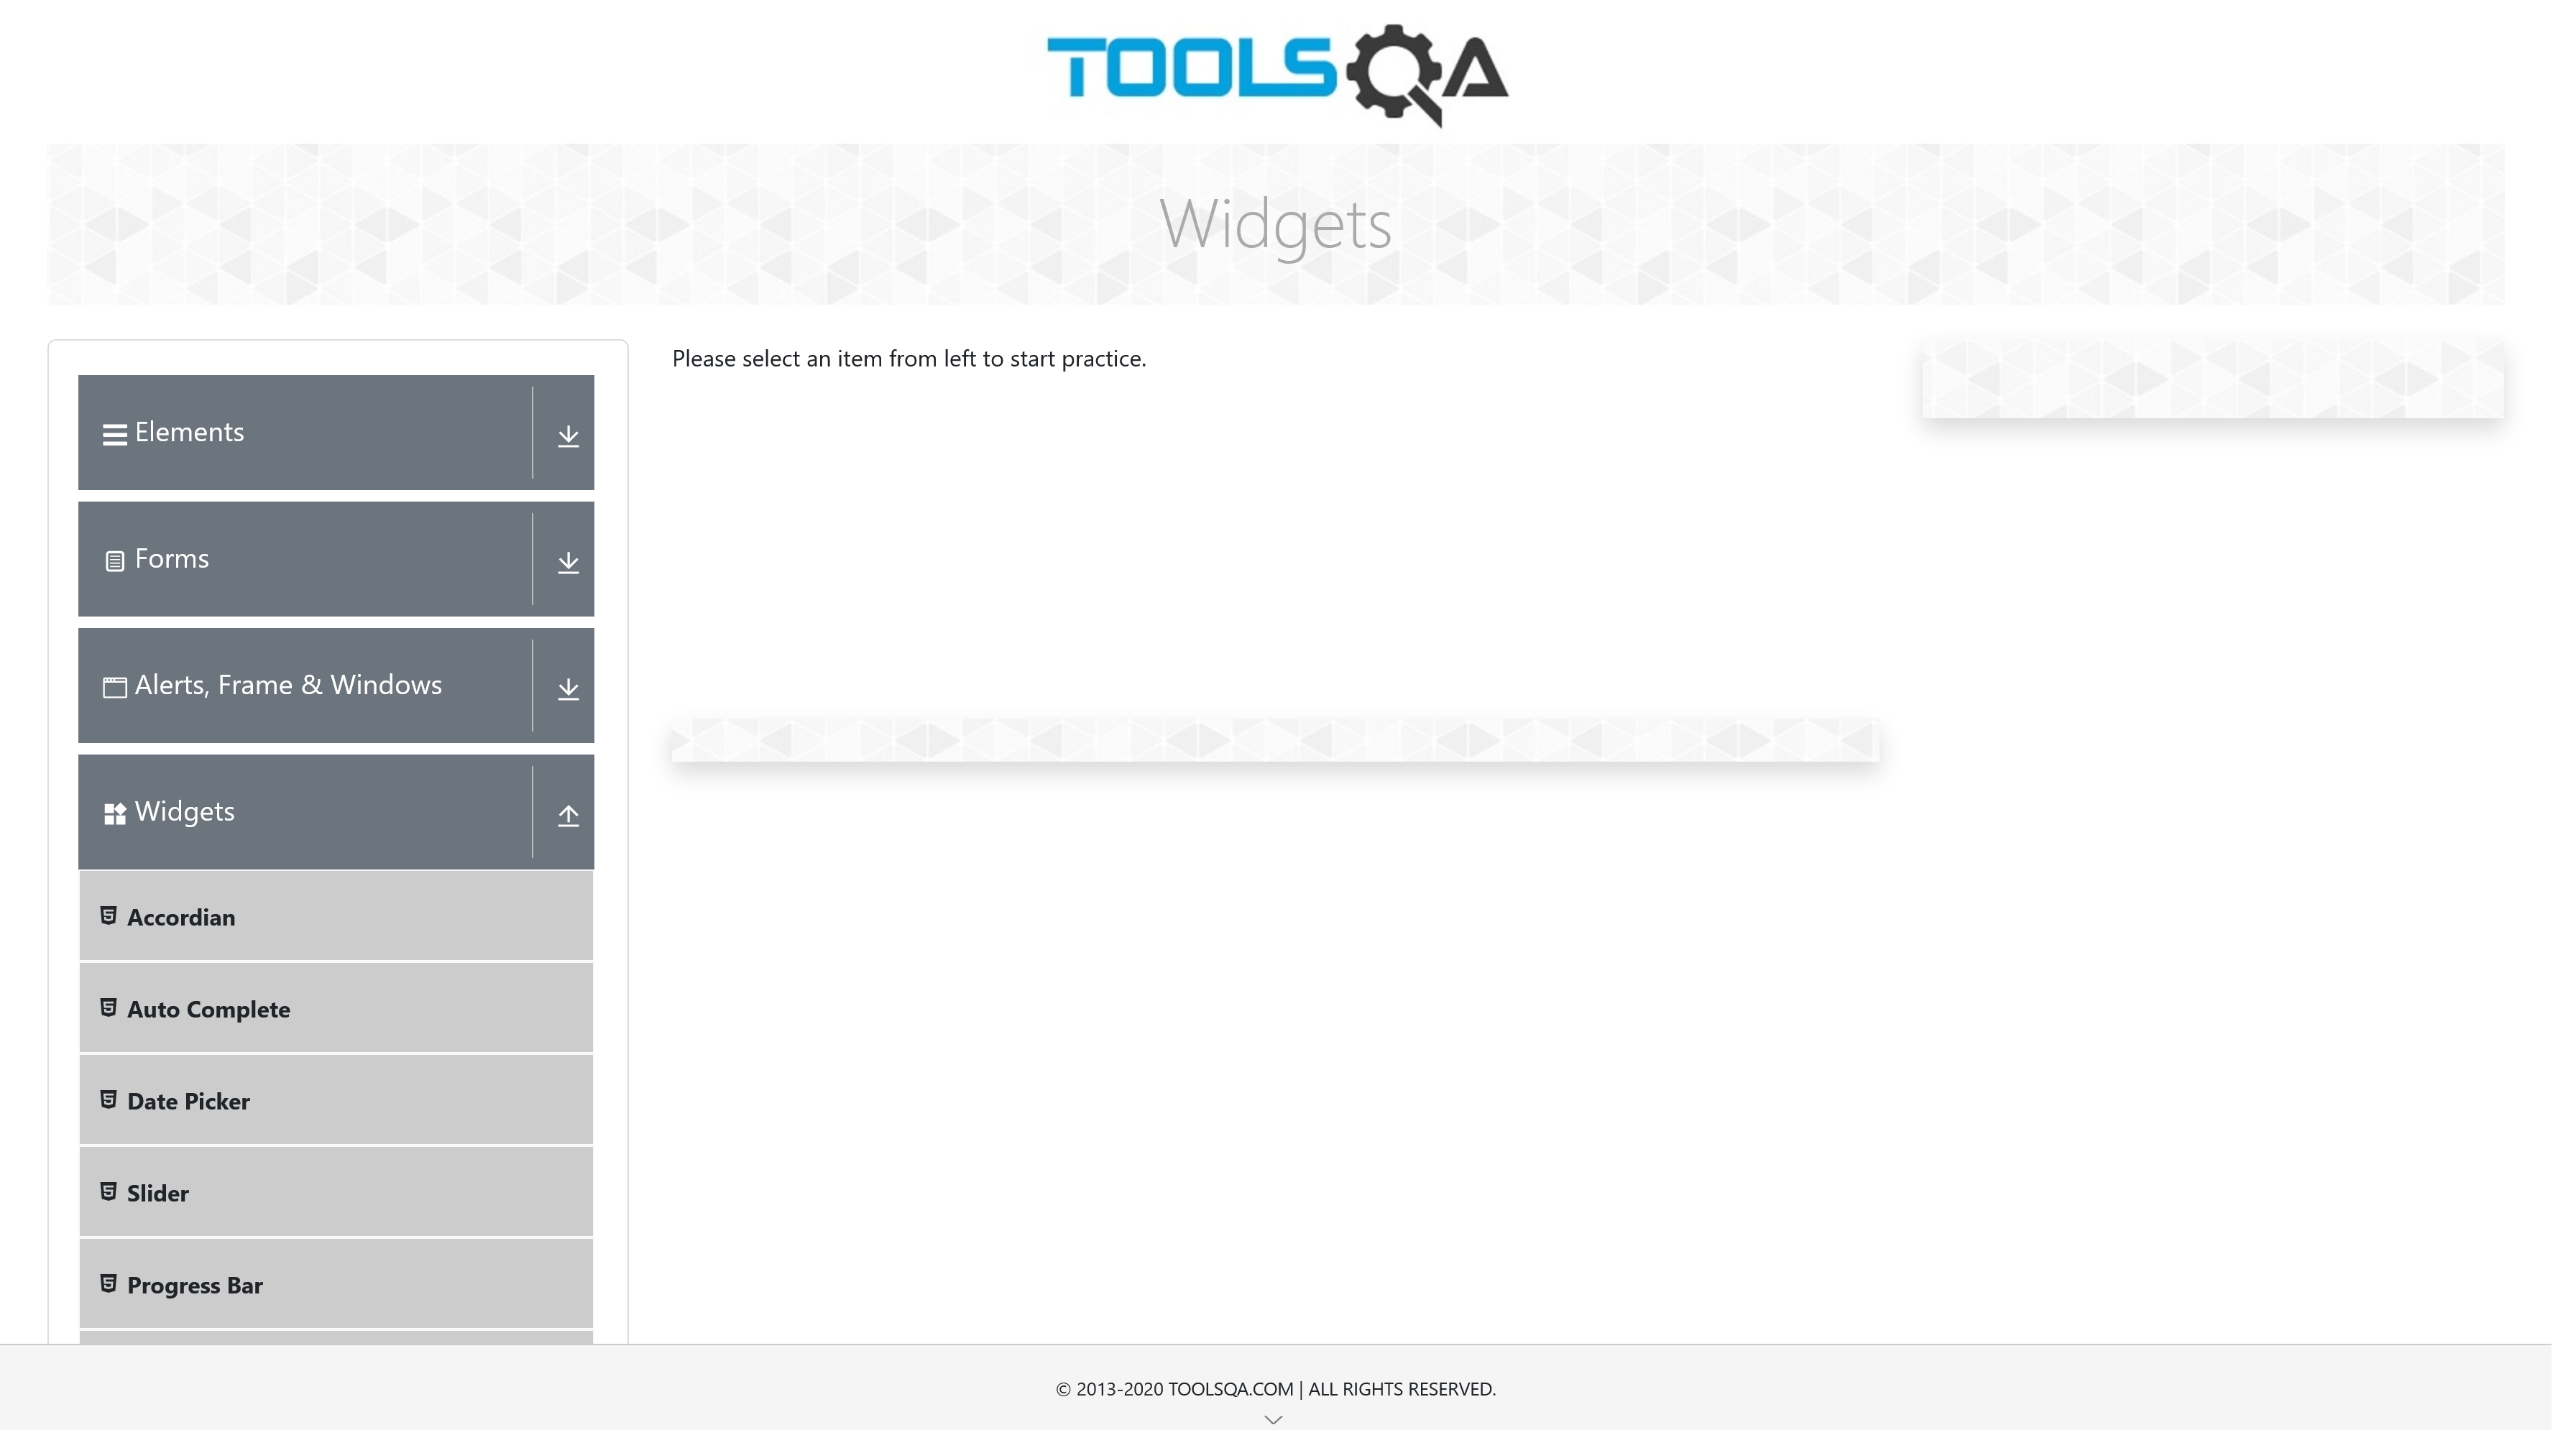 TOOLSQA
Widgets
Elements
Forms
Alerts, Frame & Windows
Widgets
Accordian
Auto Complete
Date Picker
Slider
Progress Bar
Please select an item from left to start practice.
© 2013-2020 TOOLSQA.COM | ALL RIGHTS RESERVED.